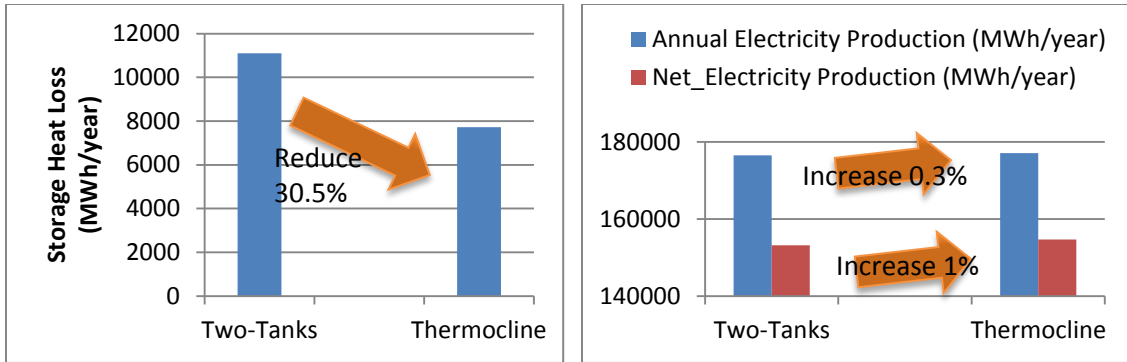 12000
10000
8000
6000
4000
2000
0
Storage Heat Loss
(MWh/year)
Reduce
30.5%
Two-Tanks
Thermocline
Annual Electricity Production (MWh/year)
Net_Electricity Production (MWh/year)
180000
160000
140000
Increase 0.3%
Increase 1%
Two-Tanks
Thermocline